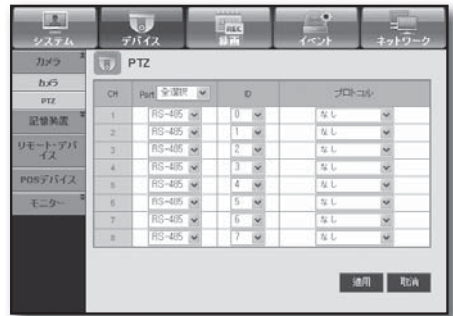 REC
システム デバイス 録画 イベント ネットワーク
カメラ
カメラ
PTZ
記憶装置
リモート・デバイス
POSデバイス
モニター
PTZ
CH Port 全選択 ID プロトコル
1 RS-485 0 なし
2 RS-485 1 なし
3 RS-485 2 なし
4 RS-485 3 なし
5 RS-485 4 なし
6 RS-485 5 なし
7 RS-485 6 なし
8 RS-485 7 なし
適用 取消